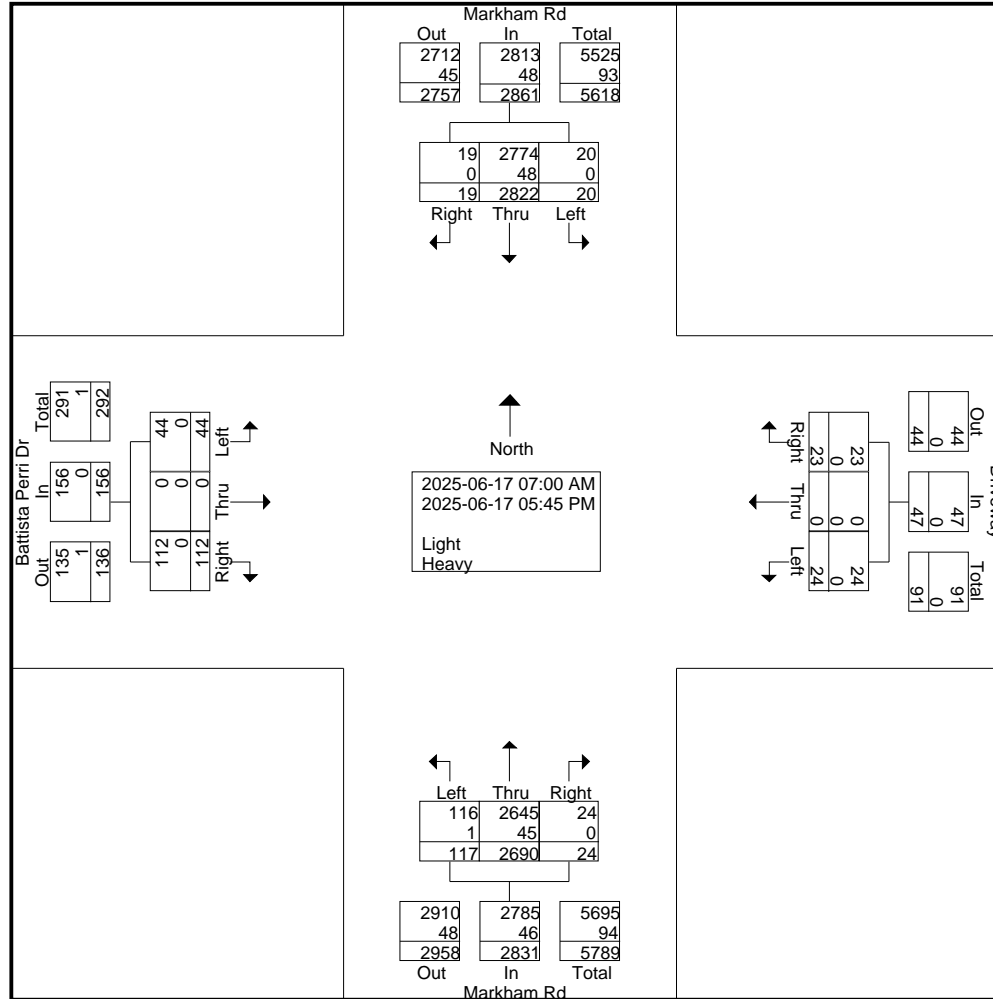 Markham Rd
Out In Total
2712 2813 5525
45 48 93
2757 2861 5618
19 2774 20
0 48 0
19 2822 20
Right Thru Left
Battista Perri Dr
Total
291 1 292
In
156 0 156
Out
135 1 136
44 0 44
Left
0 0 0
Thru
112 0 112
Right
North
2025-06-17 07:00 AM
2025-06-17 05:45 PM
Light
Heavy
Right
23 0 23
Thru
0 0 0
Left
24 0 24
Out
44 0 44
In
47 0 47
Total
91 0 91
Left Thru Right
116 2645 24
1 45 0
117 2690 24
2910 2785 5695
48 46 94
2958 2831 5789
Out In Total
Markham Rd